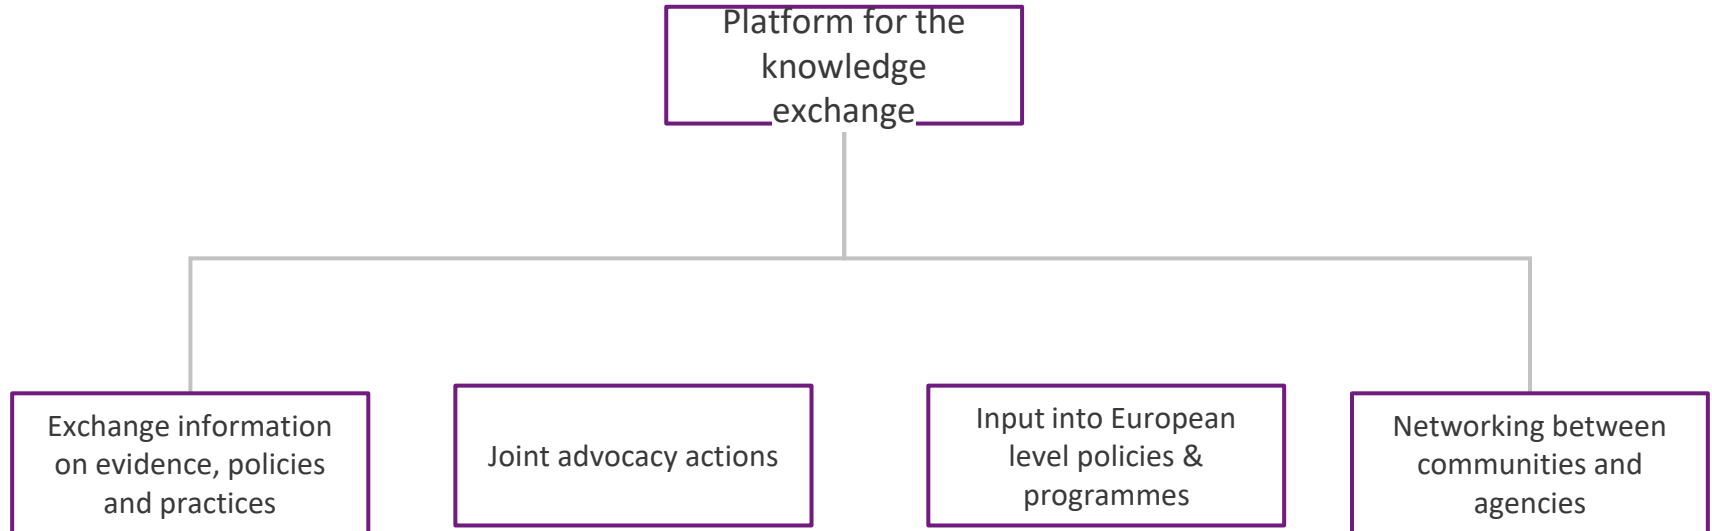 Platform for the
knowledge
exchange
Exchange information
on evidence, policies
and practices
Joint advocacy actions
Input into European
level policies &
programmes
Networking between
communities and
agencies